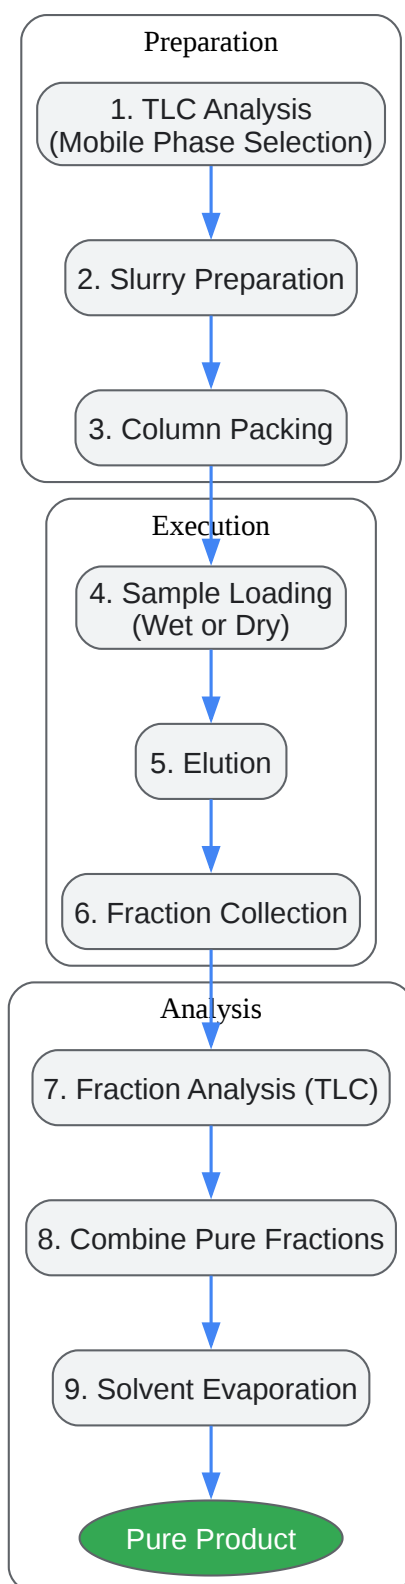 Preparation
1. TLC Analysis
(Mobile Phase Selection)
2. Slurry Preparation
3. Column Packing
Execution
4. Sample Loading
(Wet or Dry)
5. Elution
6. Fraction Collection
Analysis
7. Fraction Analysis (TLC)
8. Combine Pure Fractions
9. Solvent Evaporation
Pure Product